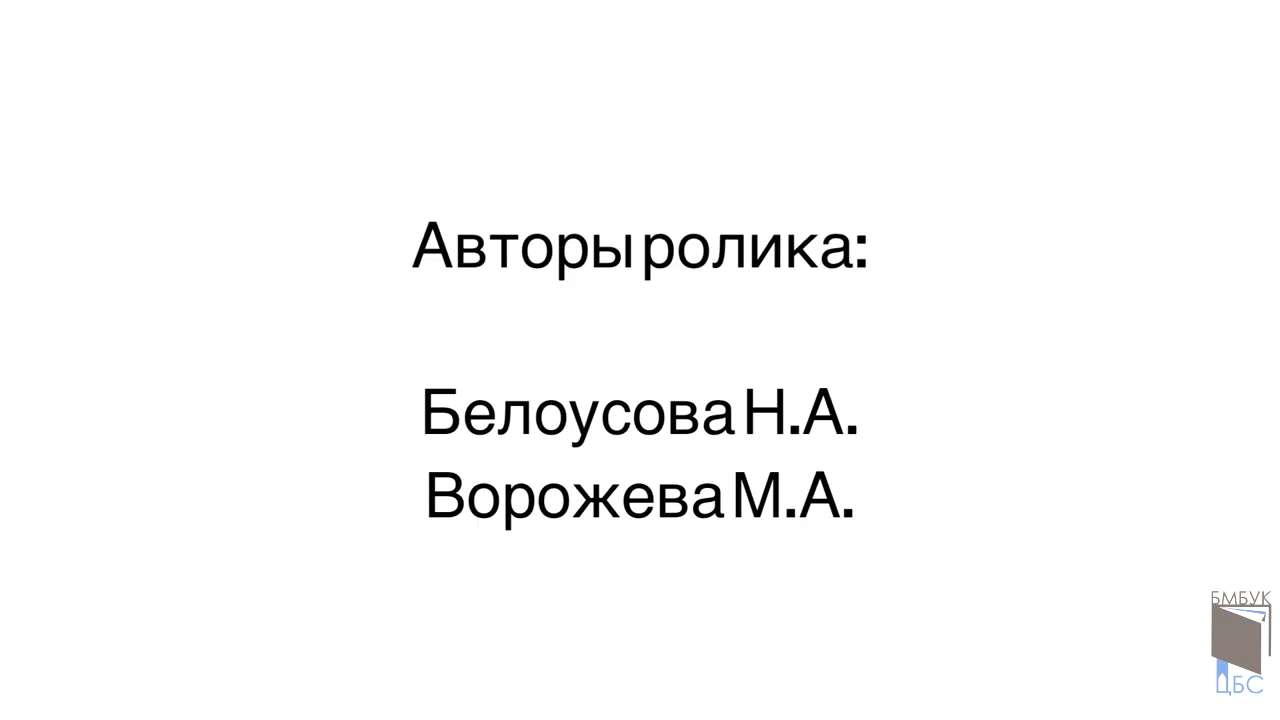 Авторы ролика:
Белоусова Н.А.
Ворожева М.А.
БМБУК
ЦБС